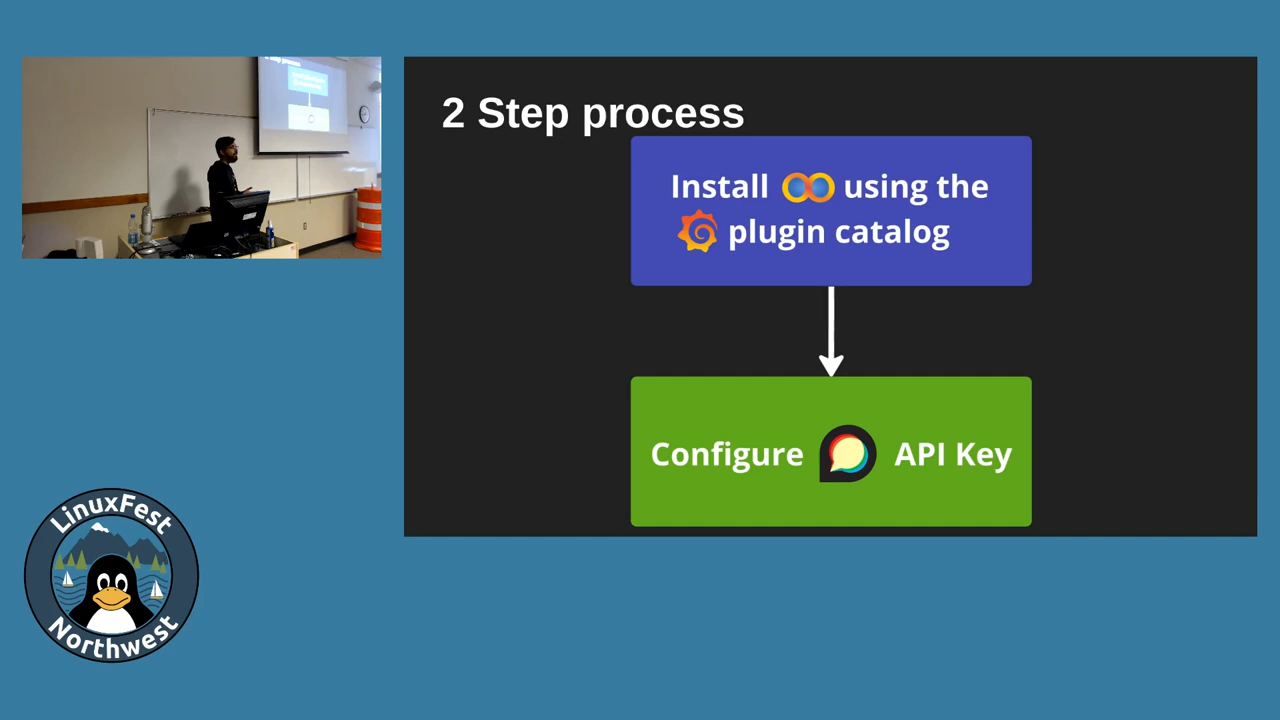 2 Step process
Install using the
plugin catalog
Configure API Key
LinuxFest
Northwest